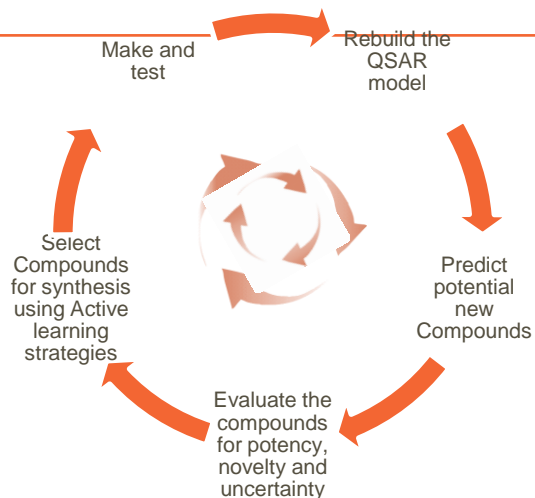 Make and
test
Rebuild the
QSAR
model
Predict
potential
new
Compounds
Evaluate the
compounds
for potency,
novelty and
uncertainty
Select
Compounds
for synthesis
using Active
learning
strategies